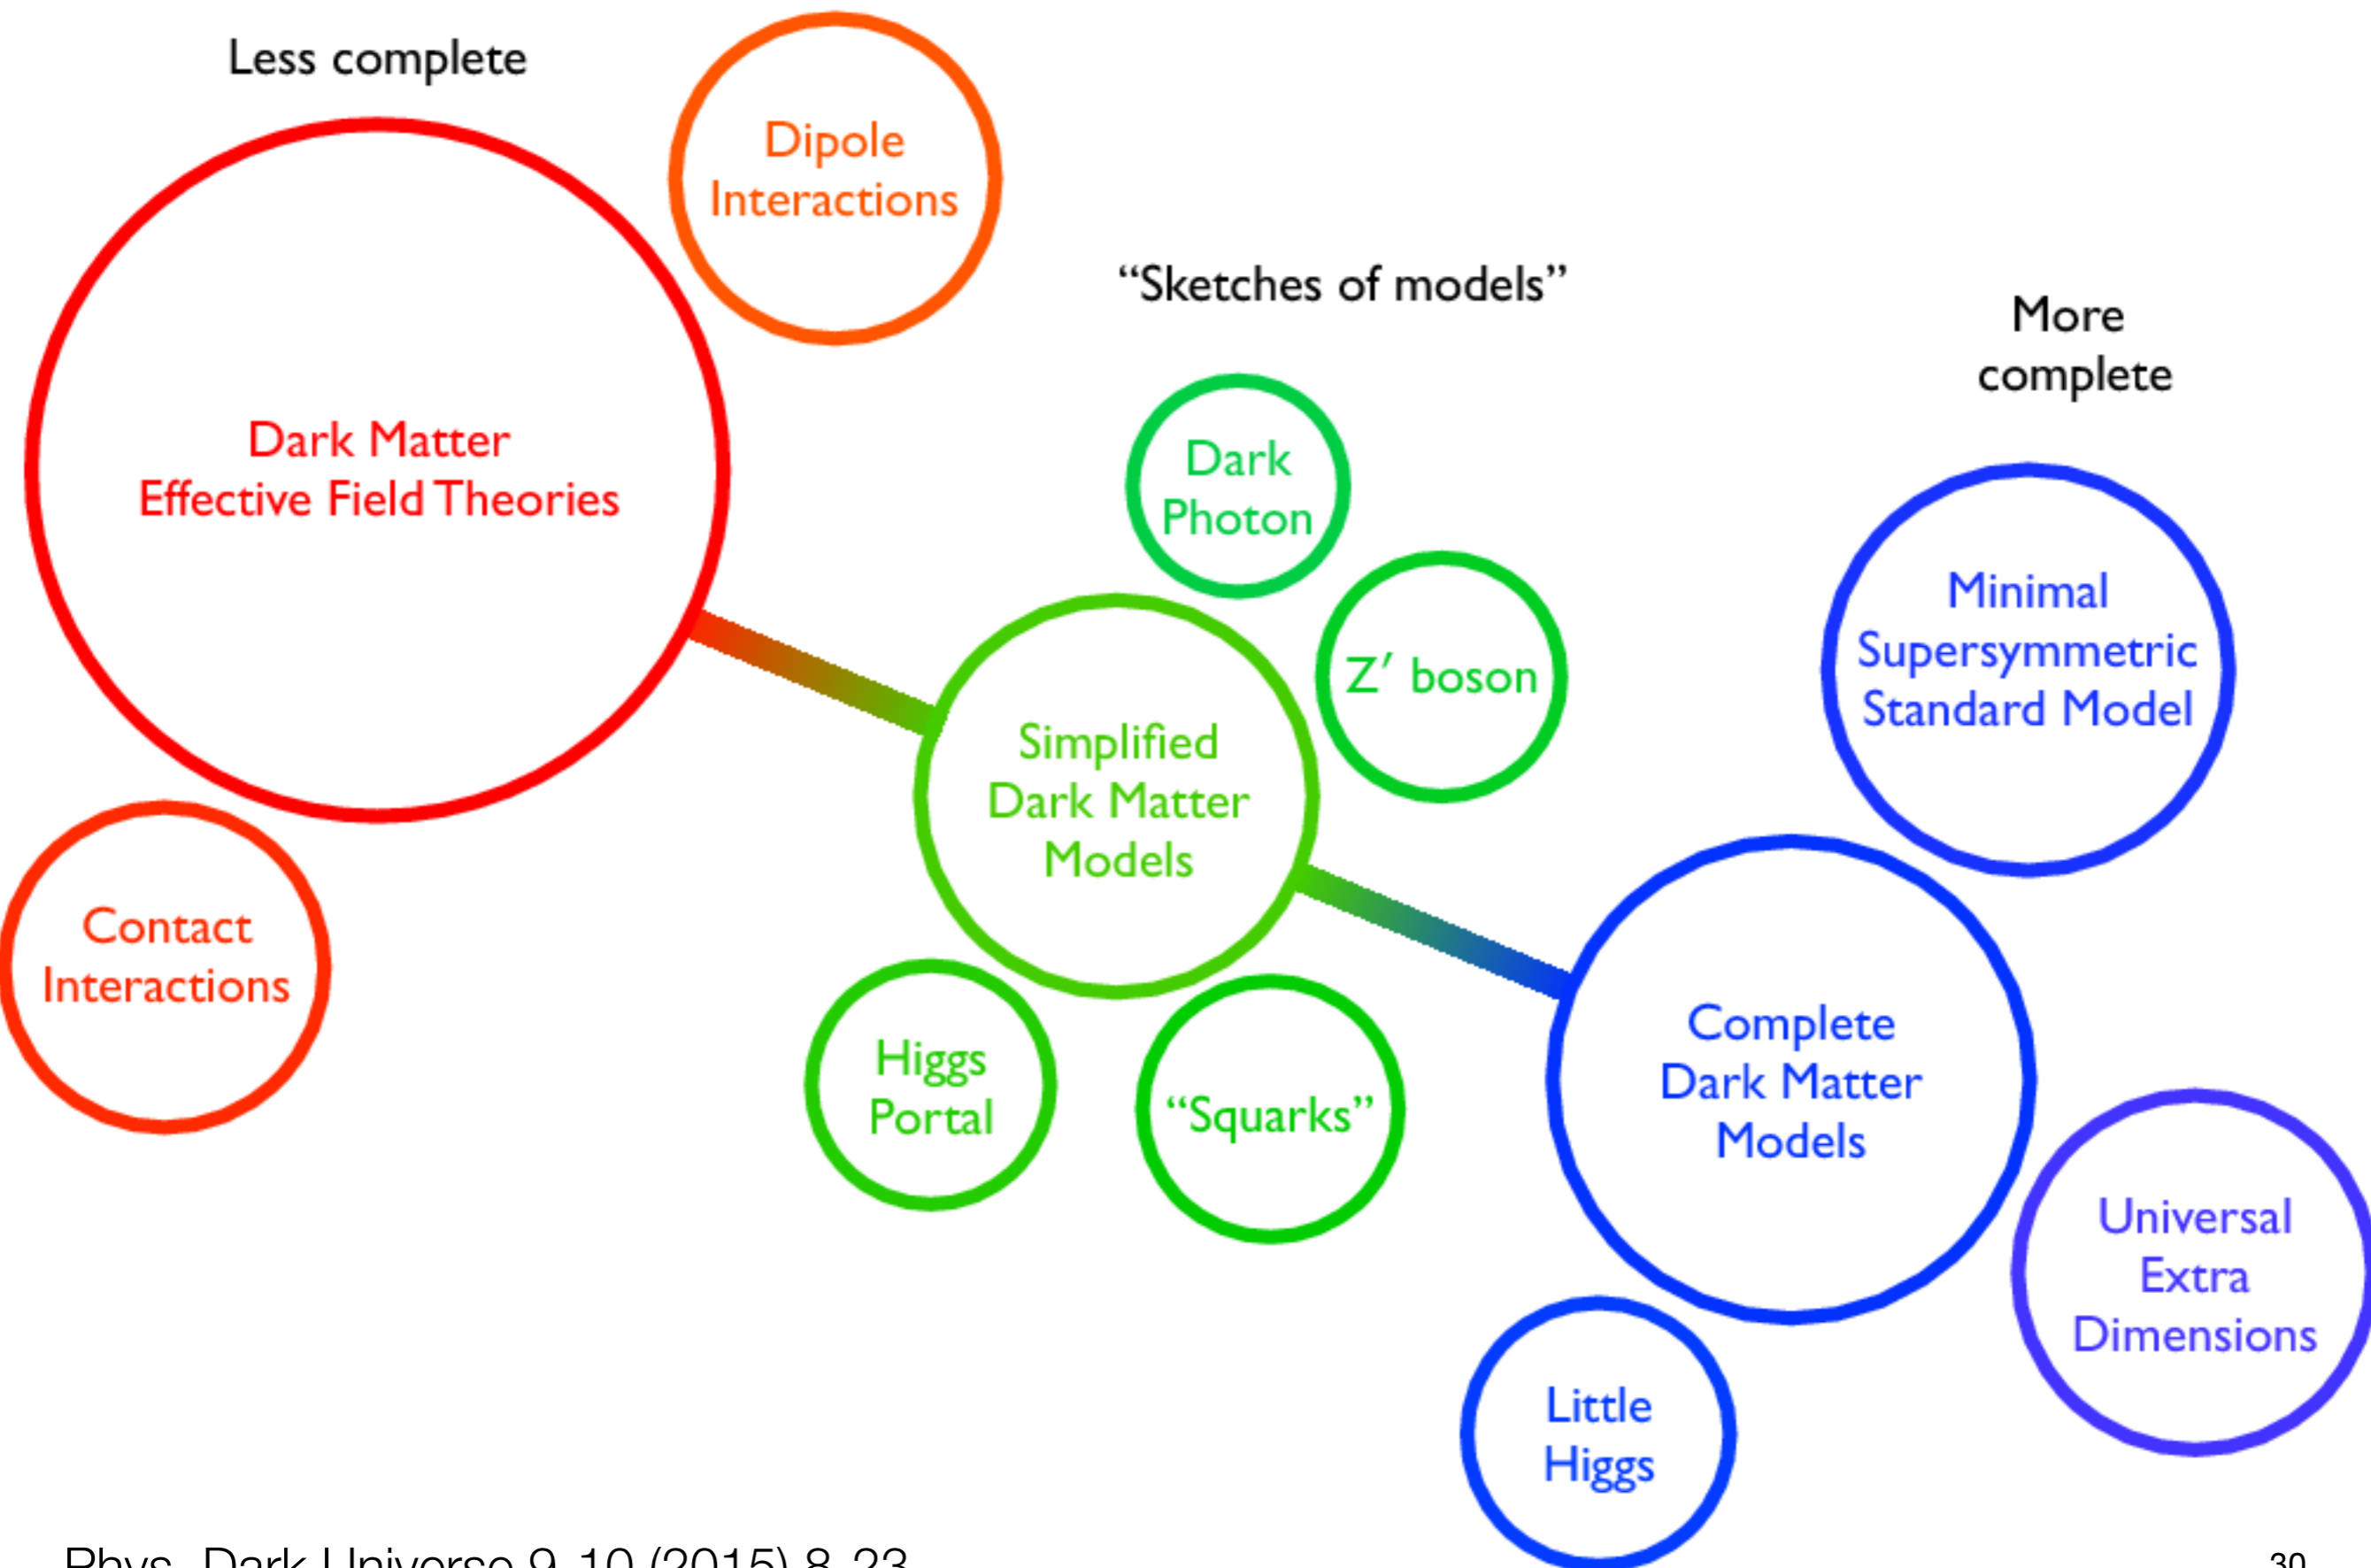 Less complete
Dipole
Interactions
“Sketches of models”
More
complete
Dark Matter
Effective Field Theories
Dark
Photon
Z′ boson
Minimal
Supersymmetric
Standard Model
Simplified
Dark Matter
Models
Contact
Interactions
Higgs
Portal
“Squarks”
Complete
Dark Matter
Models
Universal
Extra
Dimensions
Little
Higgs
Phys. Dark Universe 9-10 (2015) 8-23
30